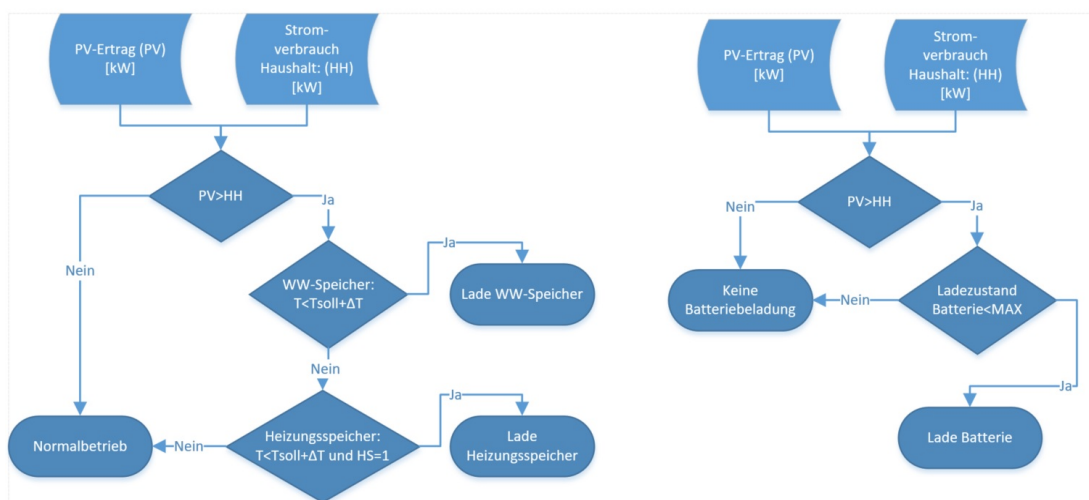 PV-Ertrag (PV)
[kW]
Strom-
verbrauch
Haushalt: (HH)
[kW]
PV>HH
Ja
Nein
WW-Speicher:
T<Tsoll+ΔT
Ja
Lade WW-Speicher
Nein
Heizungsspeicher:
T<Tsoll+ΔT und HS=1
Ja
Lade
Heizungsspeicher
Nein
Normalbetrieb
PV-Ertrag (PV)
[kW]
Strom-
verbrauch
Haushalt: (HH)
[kW]
PV>HH
Nein
Ja
Keine
Batteriebeladung
Nein
Ladezustand
Batterie<MAX
Ja
Lade Batterie